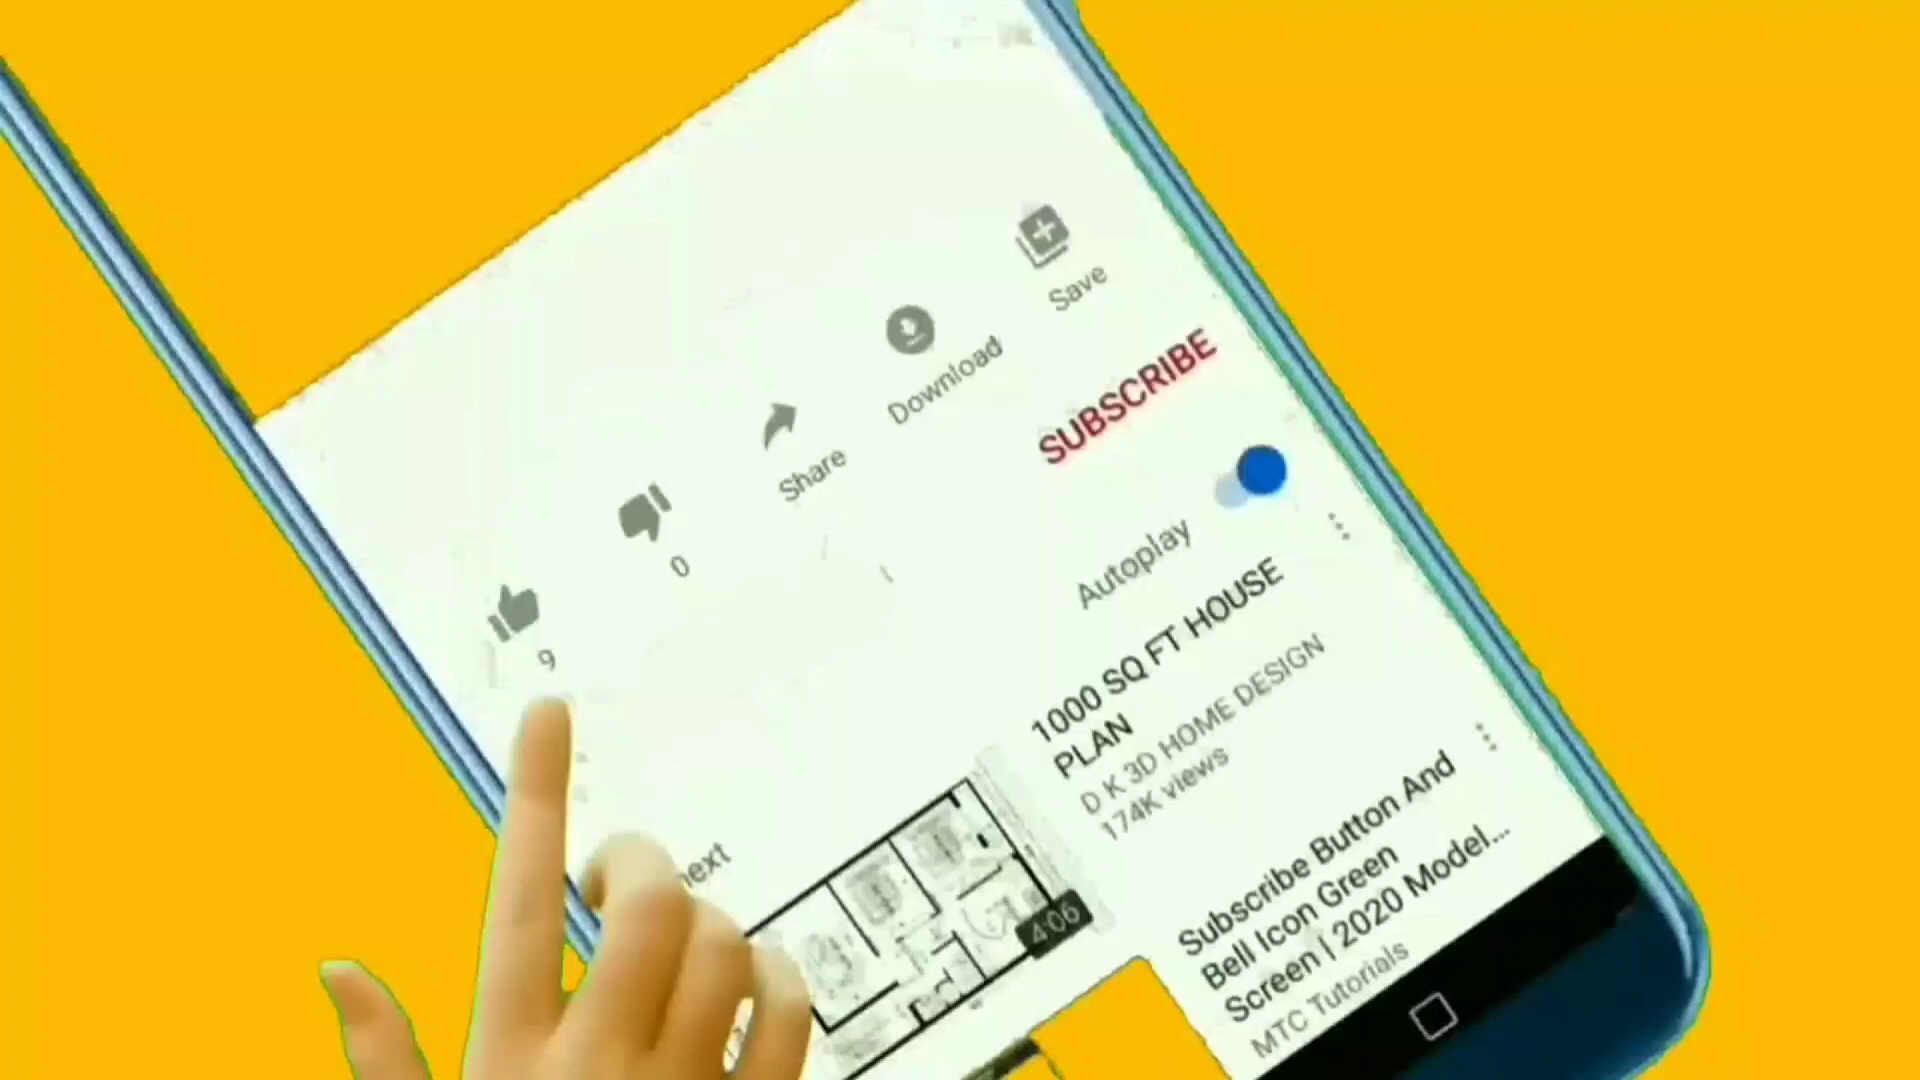 9
0
Share
Download
Save
SUBSCRIBE
next
Autoplay
4:06
1000 SQ FT HOUSE
PLAN
D K 3D HOME DESIGN
174K views
Subscribe Button And
Bell Icon Green
Screen | 2020 Model...
MTC Tutorials